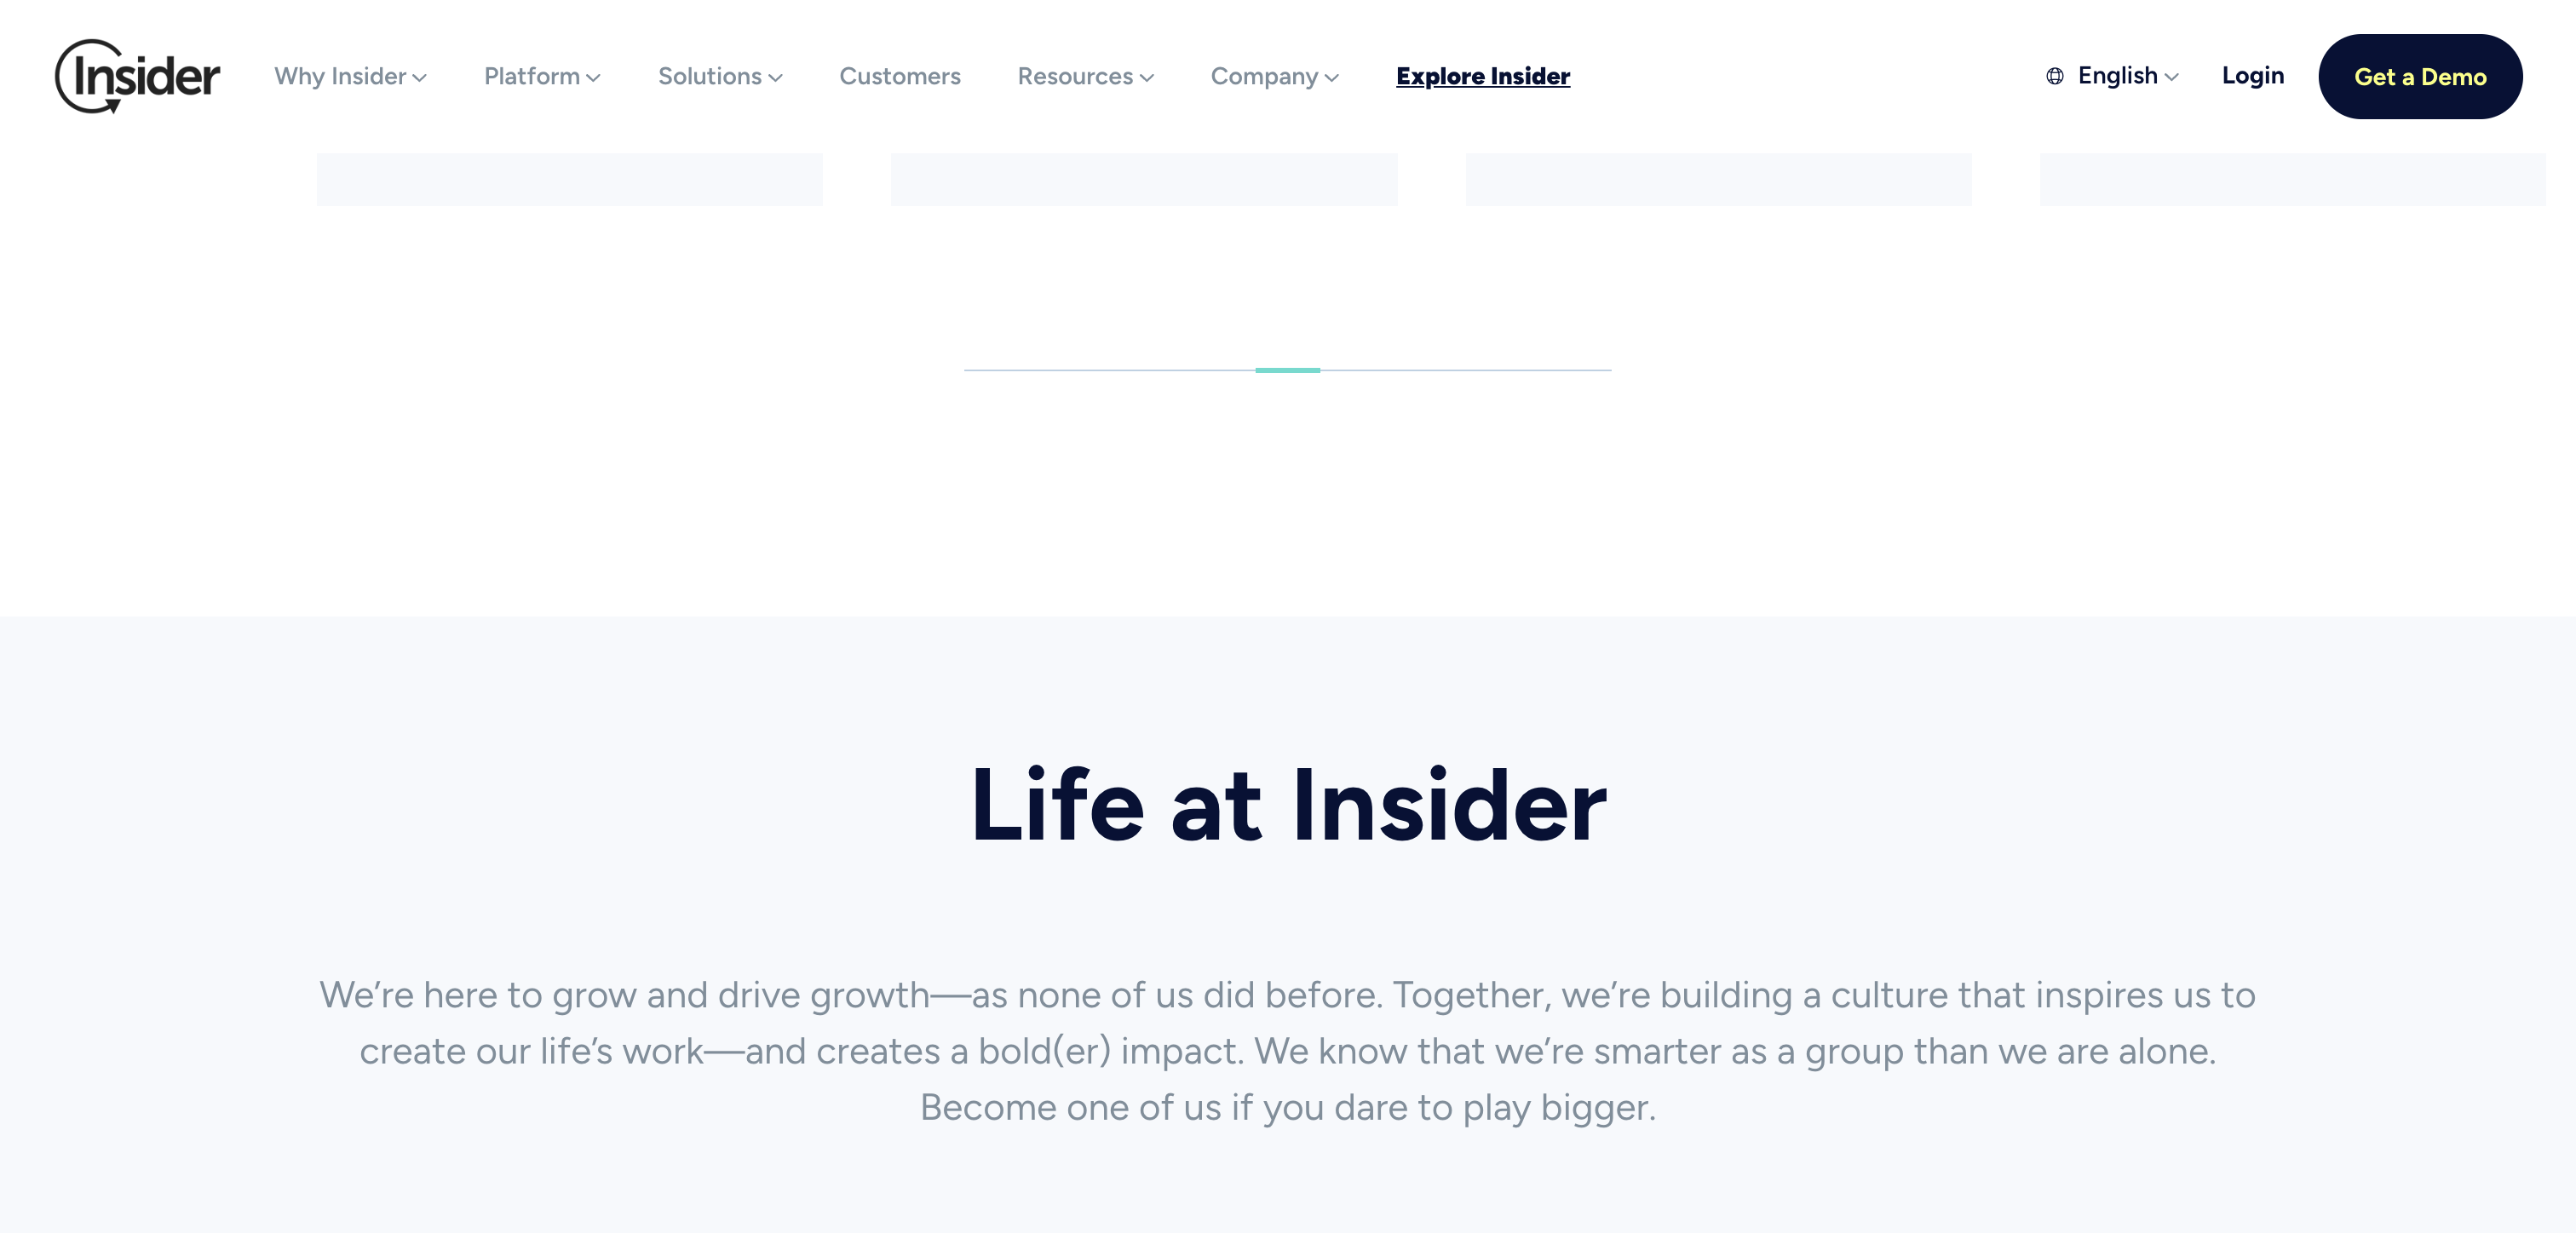 Insider
Why Insider
Platform
Solutions
Customers
Resources
Company
Explore Insider
English
Login
Get a Demo
Life at Insider
We’re here to grow and drive growth—as none of us did before. Together, we’re building a culture that inspires us to
create our life’s work—and creates a bold(er) impact. We know that we’re smarter as a group than we are alone.
Become one of us if you dare to play bigger.